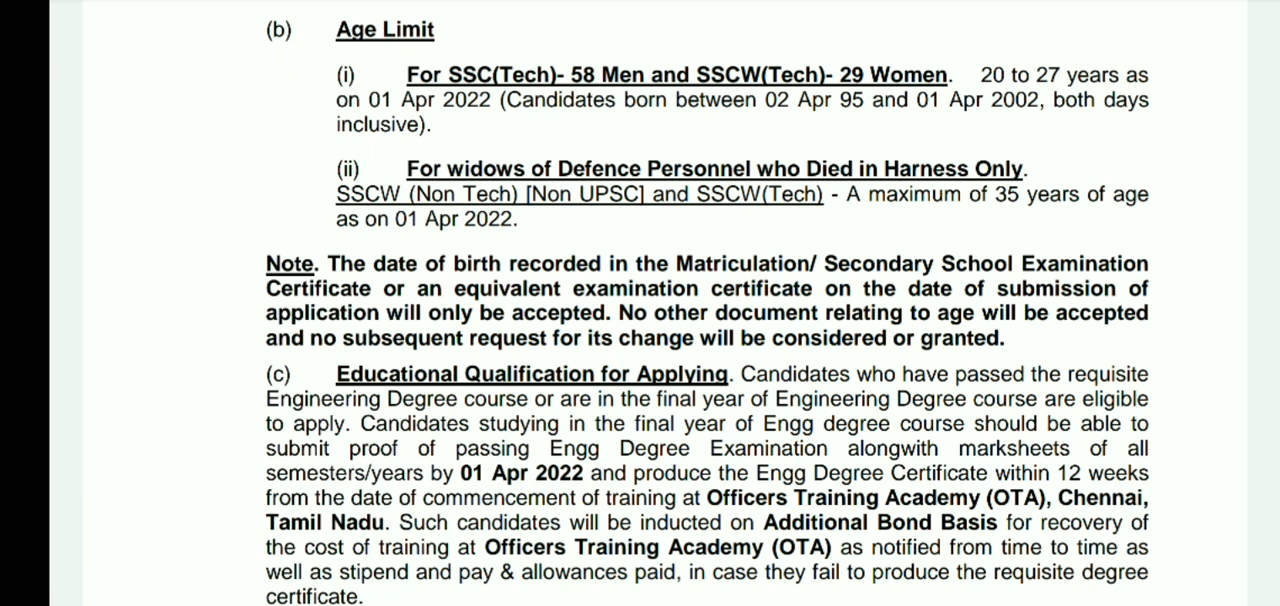 (b) Age Limit
(i) For SSC(Tech)- 58 Men and SSCW(Tech)- 29 Women. 20 to 27 years as
on 01 Apr 2022 (Candidates born between 02 Apr 95 and 01 Apr 2002, both days
inclusive).
(ii) For widows of Defence Personnel who Died in Harness Only.
SSCW (Non Tech) [Non UPSC] and SSCW(Tech) - A maximum of 35 years of age
as on 01 Apr 2022.
Note. The date of birth recorded in the Matriculation/ Secondary School Examination
Certificate or an equivalent examination certificate on the date of submission of
application will only be accepted. No other document relating to age will be accepted
and no subsequent request for its change will be considered or granted.
(c) Educational Qualification for Applying. Candidates who have passed the requisite
Engineering Degree course or are in the final year of Engineering Degree course are eligible
to apply. Candidates studying in the final year of Engg degree course should be able to
submit proof of passing Engg Degree Examination alongwith marksheets of all
semesters/years by 01 Apr 2022 and produce the Engg Degree Certificate within 12 weeks
from the date of commencement of training at Officers Training Academy (OTA), Chennai,
Tamil Nadu. Such candidates will be inducted on Additional Bond Basis for recovery of
the cost of training at Officers Training Academy (OTA) as notified from time to time as
well as stipend and pay & allowances paid, in case they fail to produce the requisite degree
certificate.